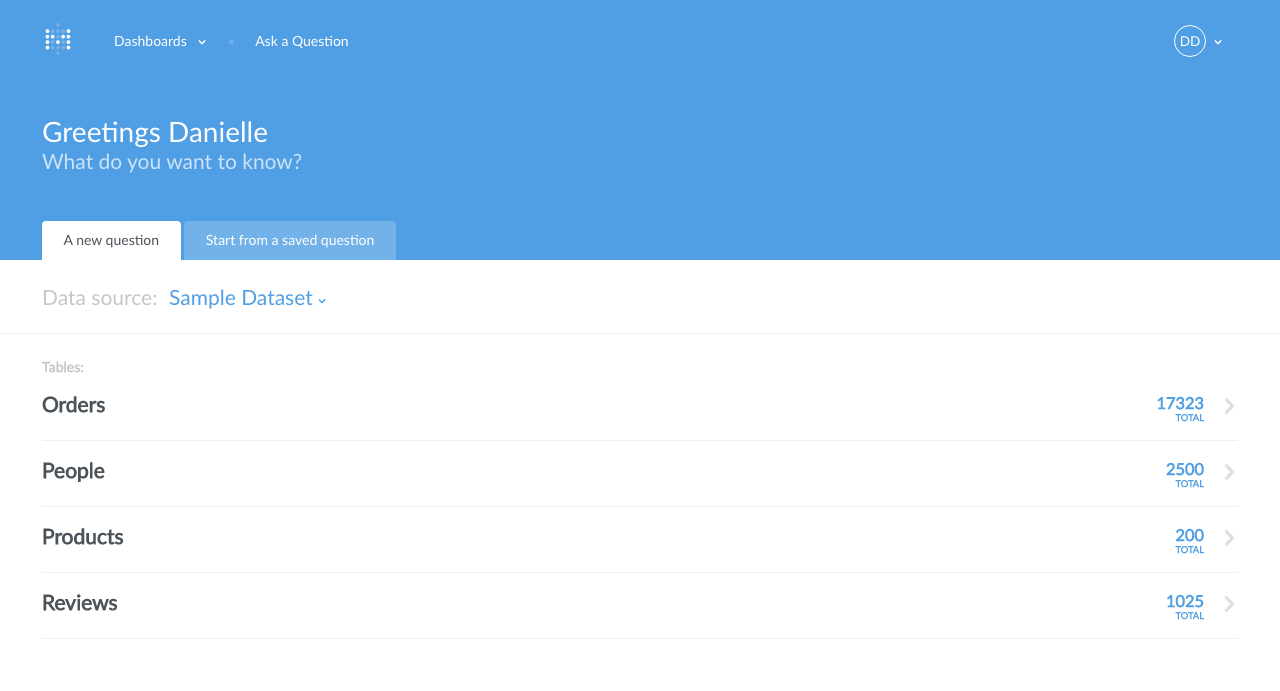 Dashboards
Ask a Question
DD
Greetings Danielle
What do you want to know?
A new question
Start from a saved question
Data source: Sample Dataset
Tables:
Orders
17323
TOTAL
People
2500
TOTAL
Products
200
TOTAL
Reviews
1025
TOTAL